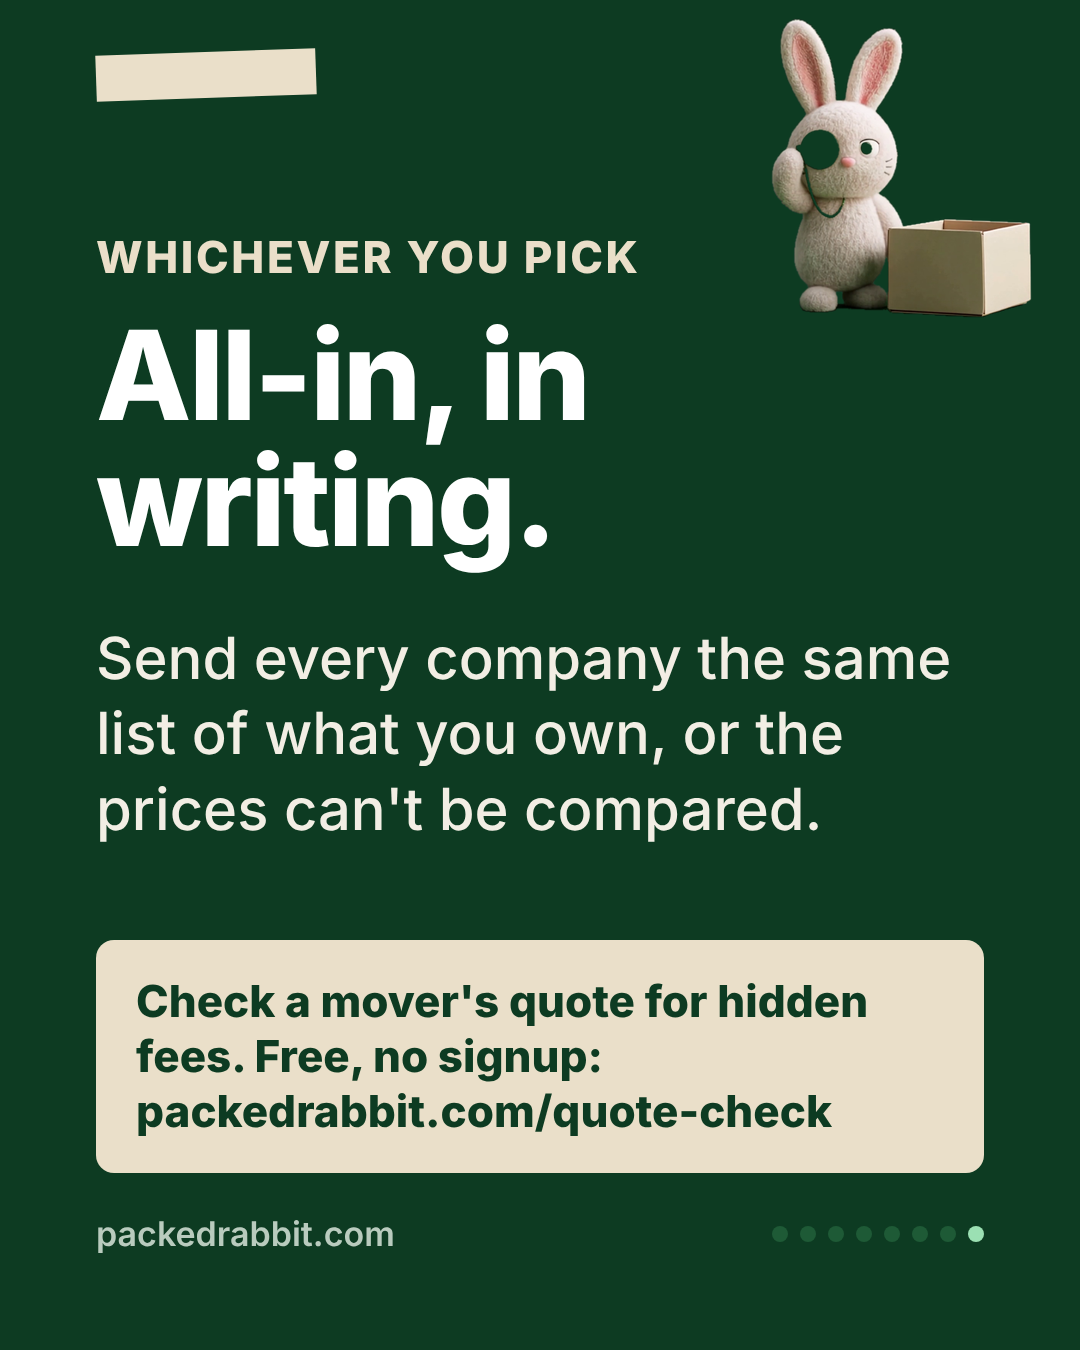 WHICHEVER YOU PICK
All-in, in
writing.
Send every company the same
list of what you own, or the
prices can't be compared.
Check a mover's quote for hidden
fees. Free, no signup:
packedrabbit.com/quote-check
packedrabbit.com